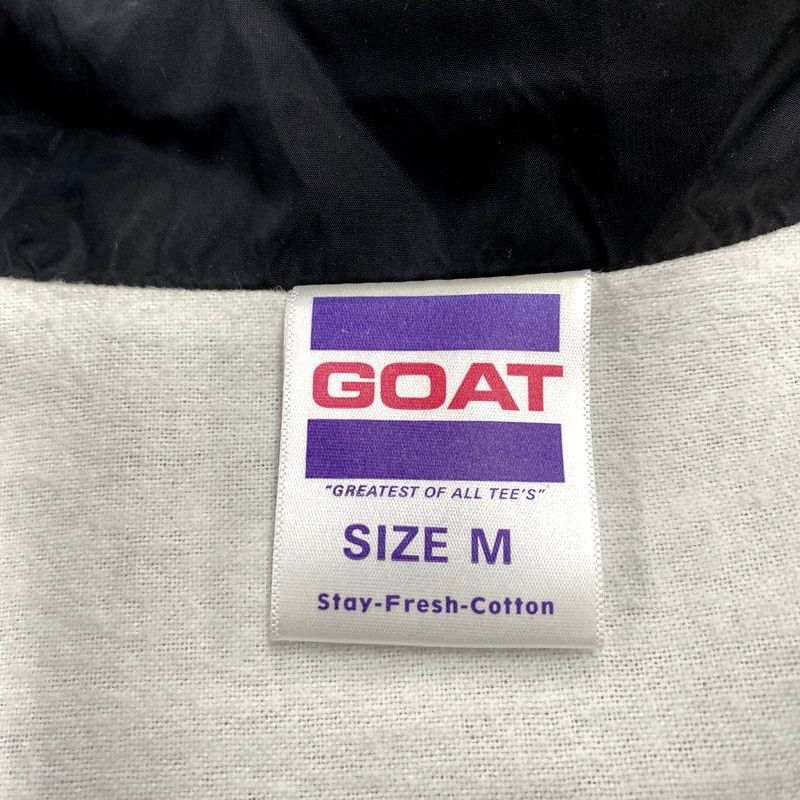 GOAT
"GREATEST OF ALL TEE'S"
SIZE M
Stay-Fresh-Cotton